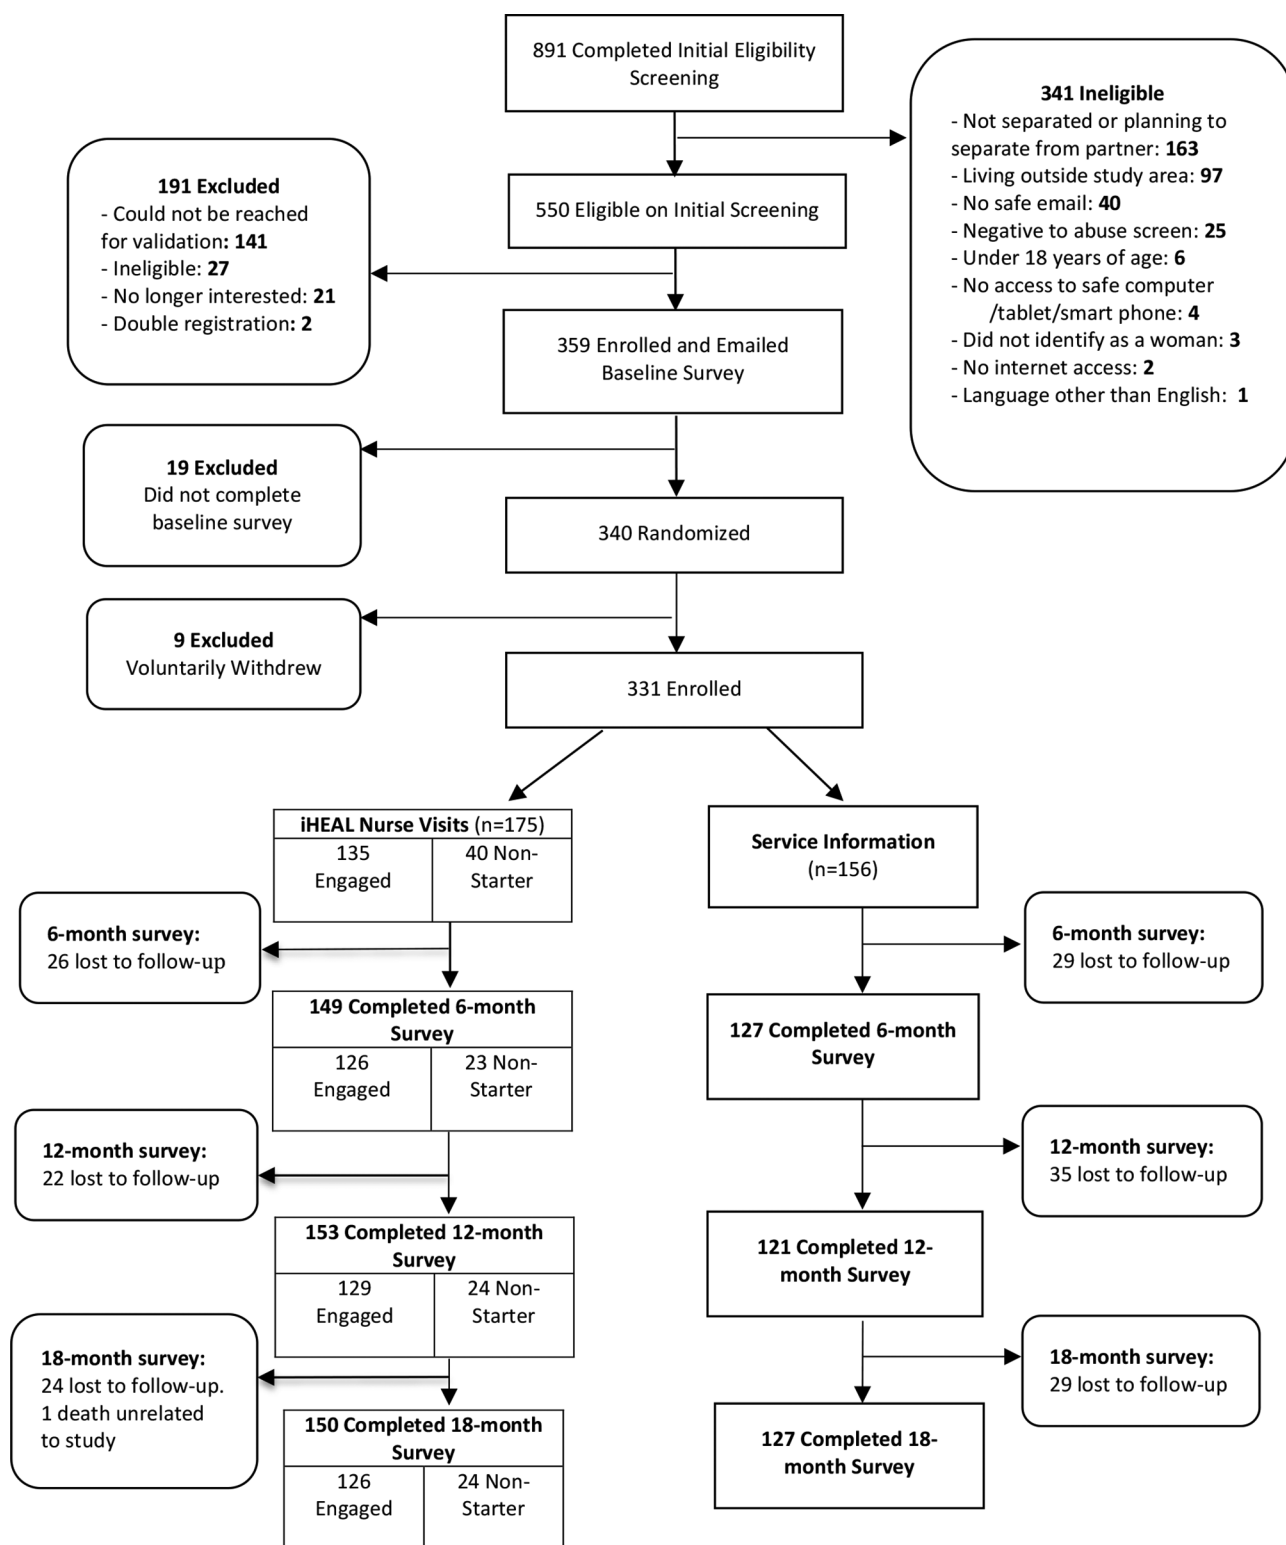 891 Completed Initial Eligibility
Screening
341 Ineligible
- Not separated or planning to
separate from partner: 163
- Living outside study area: 97
- No safe email: 40
- Negative to abuse screen: 25
- Under 18 years of age: 6
- No access to safe computer
/tablet/smart phone: 4
- Did not identify as a woman: 3
- No internet access: 2
- Language other than English: 1
550 Eligible on Initial Screening
191 Excluded
- Could not be reached
for validation: 141
- Ineligible: 27
- No longer interested: 21
- Double registration: 2
359 Enrolled and Emailed
Baseline Survey
19 Excluded
Did not complete
baseline survey
340 Randomized
9 Excluded
Voluntarily Withdrew
331 Enrolled
iHEAL Nurse Visits (n=175)
135
Engaged
40 Non-
Starter
6-month survey:
26 lost to follow-up
149 Completed 6-month
Survey
126
Engaged
23 Non-
Starter
12-month survey:
22 lost to follow-up
153 Completed 12-month
Survey
129
Engaged
24 Non-
Starter
18-month survey:
24 lost to follow-up.
1 death unrelated
to study
150 Completed 18-month
Survey
126
Engaged
24 Non-
Starter
Service Information
(n=156)
6-month survey:
29 lost to follow-up
127 Completed 6-month
Survey
12-month survey:
35 lost to follow-up
121 Completed 12-
month Survey
18-month survey:
29 lost to follow-up
127 Completed 18-
month Survey